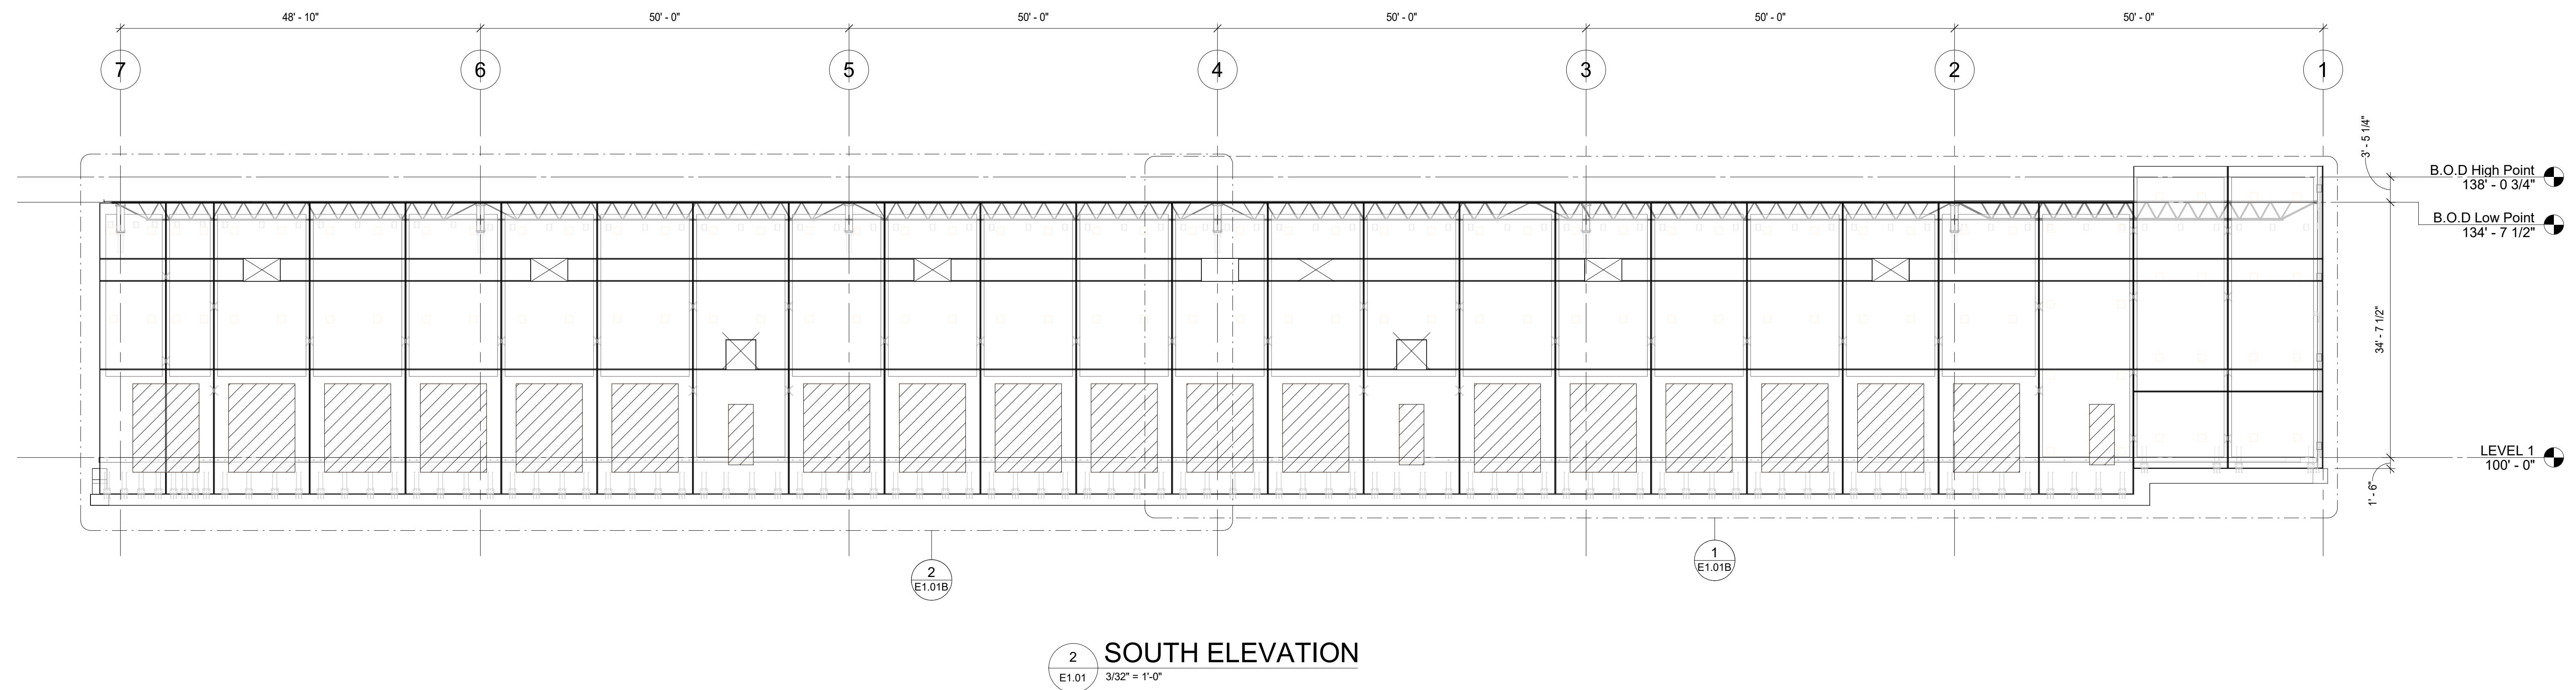 48' - 10"
50' - 0"
50' - 0"
50' - 0"
50' - 0"
50' - 0"
7
6
5
4
3
2
1
3' - 5 1/4"
B.O.D High Point
138' - 0 3/4"
B.O.D Low Point
134' - 7 1/2"
34' - 7 1/2"
LEVEL 1
100' - 0"
1' - 6"
2
E1.01B
1
E1.01B
2
E1.01
SOUTH ELEVATION
3/32" = 1'-0"